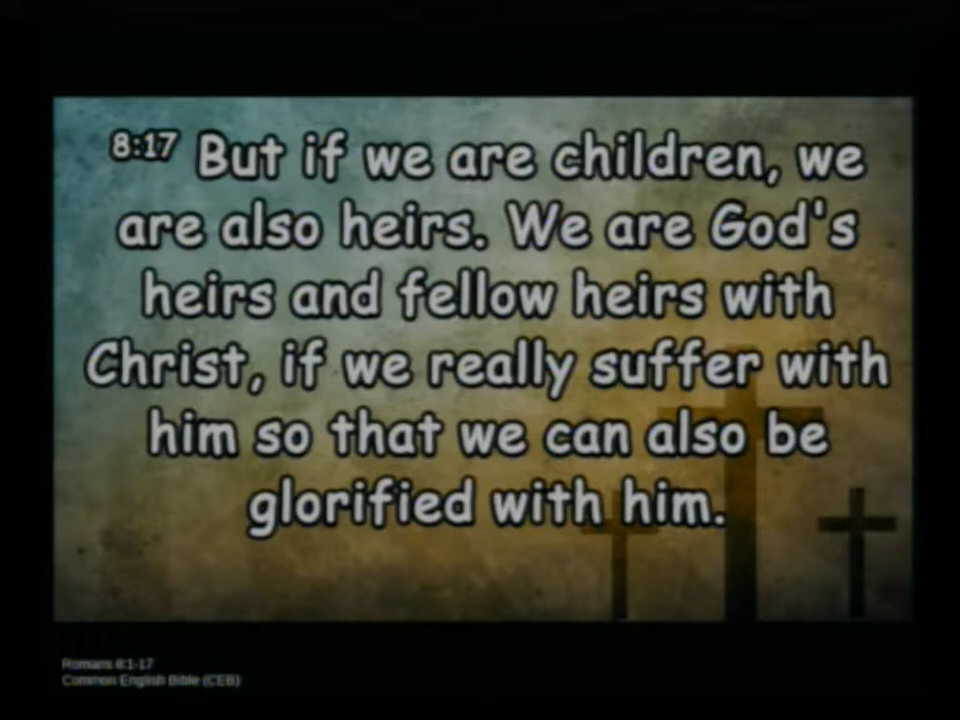 8:17 But if we are children, we
are also heirs. We are God's
heirs and fellow heirs with
Christ, if we really suffer with
him so that we can also be
glorified with him.
Romans 8:1-17
Common English Bible (CEB)